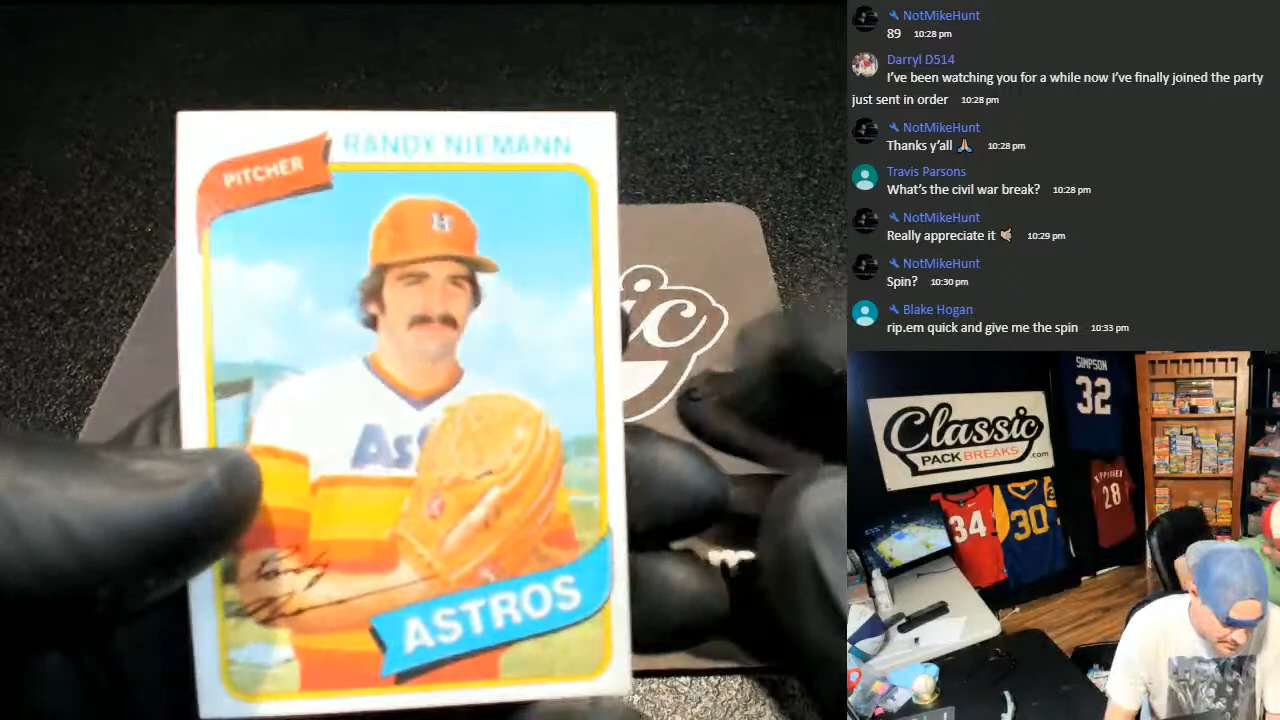 RANDY NIEMANN
PITCHER
H
ASTROS
NotMikeHunt
89 10:28 pm
Darryl D514
I've been watching you for a while now I've finally joined the party
just sent in order 10:28 pm
NotMikeHunt
Thanks y'all 🙏🏼 10:28 pm
Travis Parsons
What's the civil war break? 10:28 pm
NotMikeHunt
Really appreciate it 🤙🏼 10:29 pm
NotMikeHunt
Spin? 10:30 pm
Blake Hogan
rip.em quick and give me the spin 10:33 pm
SIMPSON
32
Classic
PACK BREAKS.com
34
30
28